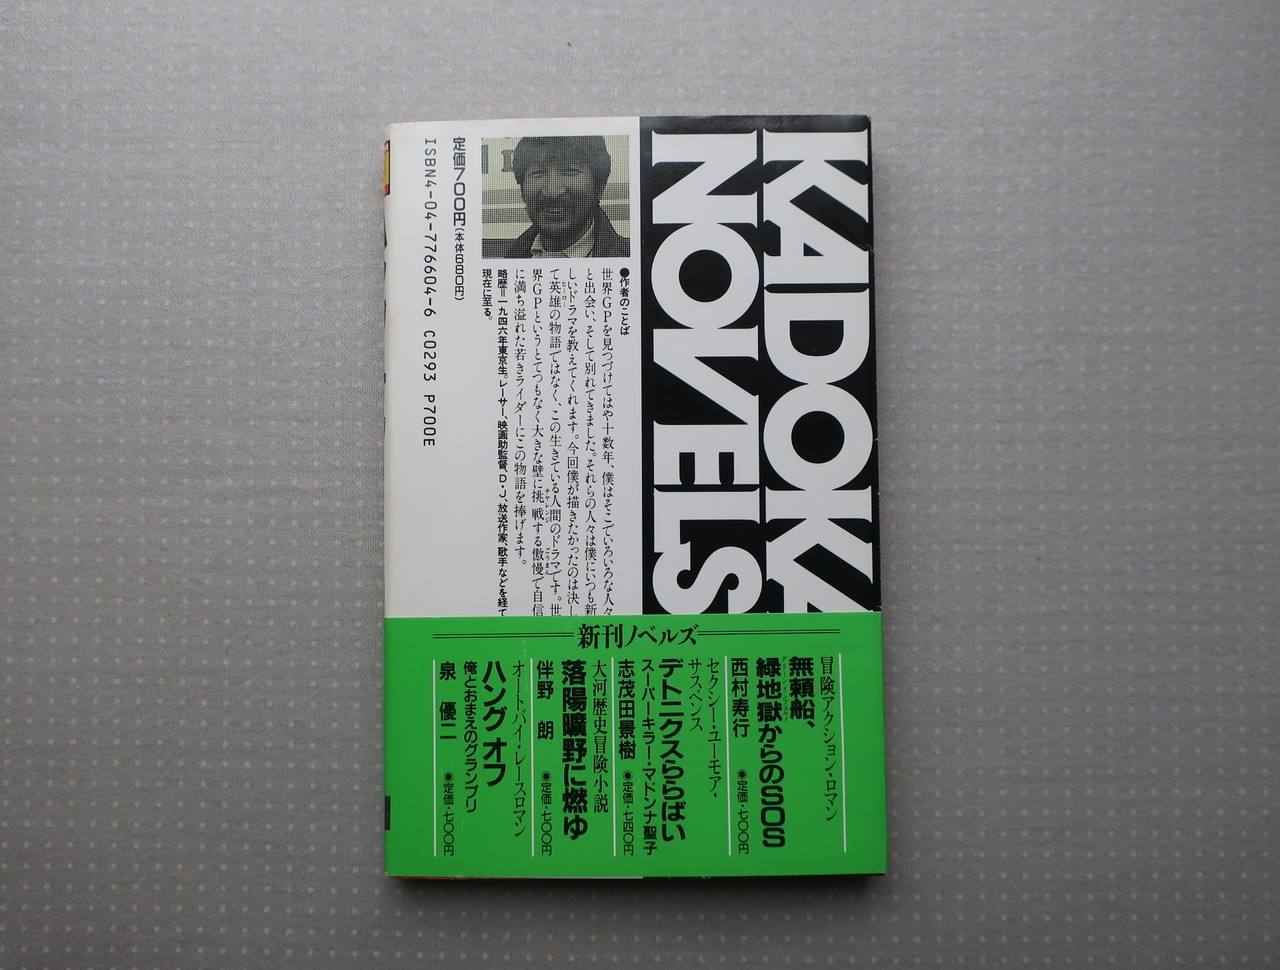 KADOKA
NOVELS
●作者のことば
世界GPを見つづけてはや十数年、僕はそこでいろいろな人々
と出会い、そして別れてきました。それらの人々は僕にいつも新
しいドラマを教えてくれます。今回僕が描きたかったのは決し
て英雄の物語ではなく、この生きている人間のドラマです。世
ヒーロー
界GPというとてつもなく大きな壁に挑戦する傲慢で自信
チャレンジ
ごうまん
に満ち溢れた若きライダーにこの物語を捧げます。
略歴=一九四六年東京生。レーサー、映画助監督、D・J、放送作家、歌手などを経て
現在に至る。
定価700円(本体680円)
ISBN4-04-776604-6 C0293 P700E
新刊ノベルズ
冒険アクション・ロマン
無頼船、
緑地獄からのSOS
西村寿行
●定価・七〇〇円
セクシー・ユーモア・
サスペンス
デトニクスららばい
スーパーキラー・マドンナ聖子
志茂田景樹
●定価・七四〇円
大河歴史冒険小説
落陽曠野に燃ゆ
伴野 朗
●定価・七〇〇円
オートバイ・レースロマン
ハング オフ
俺とおまえのグランプリ
泉 優二
●定価・七〇〇円